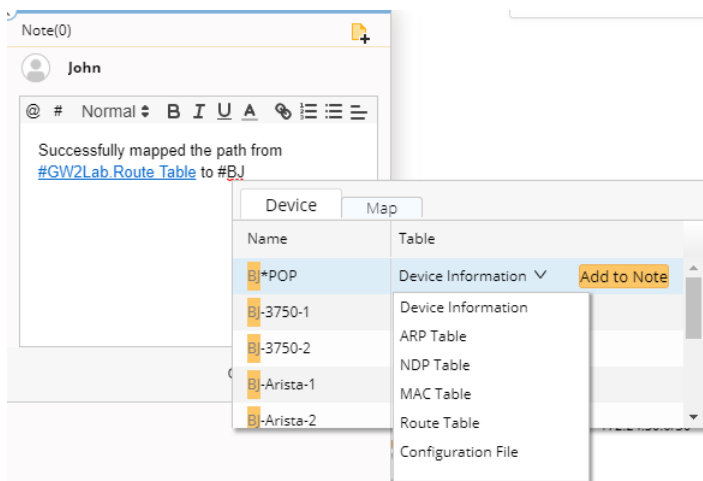 Note(0)
John
@ # Normal B I U A
Successfully mapped the path from
#GW2Lab.Route Table to #BJ
Device Map
Name Table
BJ*POP Device Information Add to Note
BJ-3750-1
BJ-3750-2
BJ-Arista-1
BJ-Arista-2
Device Information
ARP Table
NDP Table
MAC Table
Route Table
Configuration File